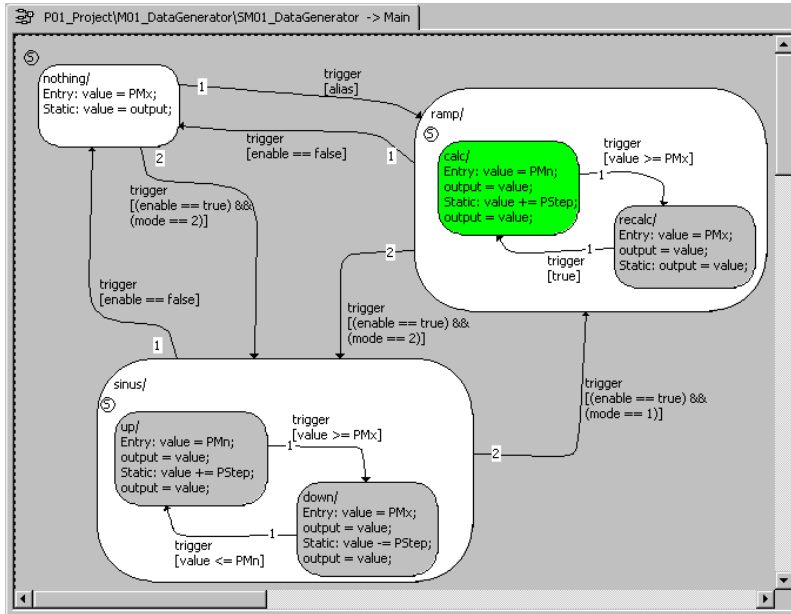 P01_Project\M01_DataGenerator\SM01_DataGenerator -> Main
S
nothing/
Entry: value = PMx;
Static: value = output;
1
trigger
[alias]
trigger
[enable == false]
1
2
trigger
[(enable == true) &&
(mode == 2)]
ramp/
S
calc/
Entry: value = PMn;
output = value;
Static: value += PStep;
output = value;
trigger
[value >= PMx]
1
recalc/
Entry: value = PMx;
output = value;
Static: output = value;
1
trigger
[true]
2
trigger
[(enable == true) &&
(mode == 2)]
trigger
[enable == false]
1
trigger
[(enable == true) &&
(mode == 1)]
2
sinus/
S
up/
Entry: value = PMn;
output = value;
Static: value += PStep;
output = value;
trigger
[value >= PMx]
1
down/
Entry: value = PMx;
output = value;
Static: value -= PStep;
output = value;
1
trigger
[value <= PMn]